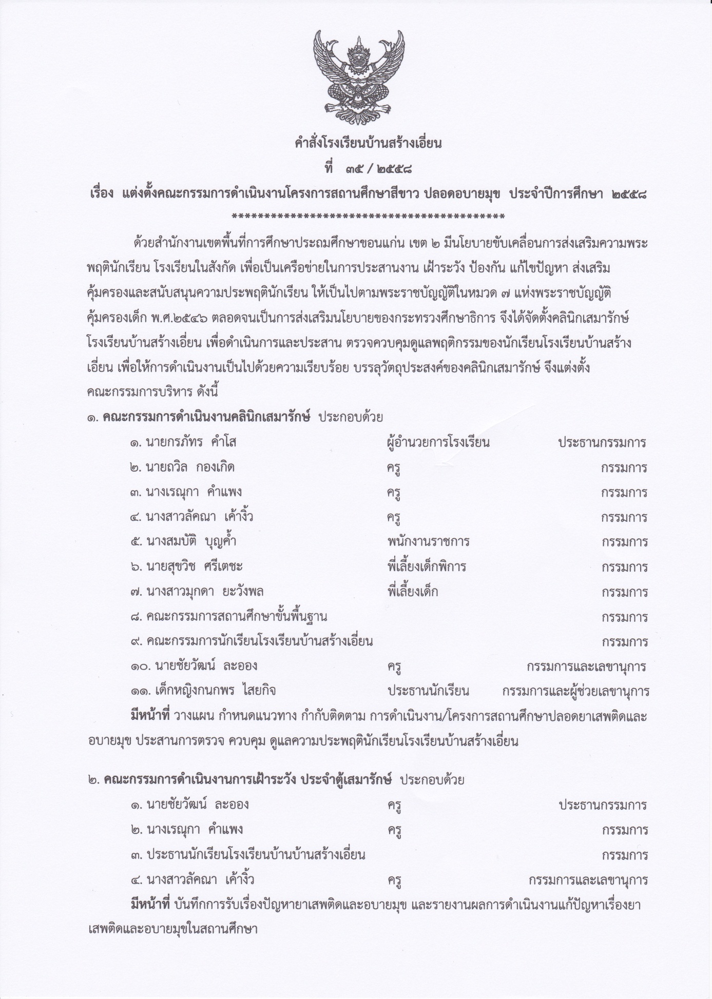 คำสั่งโรงเรียนบ้านสร้างเอี่ยน
ที่ ๓๕ / ๒๕๕๘
เรื่อง แต่งตั้งคณะกรรมการดำเนินงานโครงการสถานศึกษาสีขาว ปลอดอบายมุข ประจำปีการศึกษา ๒๕๕๘
*******************************************
ด้วยสำนักงานเขตพื้นที่การศึกษาประถมศึกษาขอนแก่น เขต ๒ มีนโยบายขับเคลื่อนการส่งเสริมความพระ
พฤตินักเรียน โรงเรียนในสังกัด เพื่อเป็นเครือข่ายในการประสานงาน เฝ้าระวัง ป้องกัน แก้ไขปัญหา ส่งเสริม
คุ้มครองและสนับสนุนความประพฤตินักเรียน ให้เป็นไปตามพระราชบัญญัติในหมวด ๗ แห่งพระราชบัญญัติ
คุ้มครองเด็ก พ.ศ.๒๕๔๖ ตลอดจนเป็นการส่งเสริมนโยบายของกระทรวงศึกษาธิการ จึงได้จัดตั้งคลินิกเสมารักษ์
โรงเรียนบ้านสร้างเอี่ยน เพื่อดำเนินการและประสาน ตรวจควบคุมดูแลพฤติกรรมของนักเรียนโรงเรียนบ้านสร้าง
เอี่ยน เพื่อให้การดำเนินงานเป็นไปด้วยความเรียบร้อย บรรลุวัตถุประสงค์ของคลินิกเสมารักษ์ จึงแต่งตั้ง
คณะกรรมการบริหาร ดังนี้
๑. คณะกรรมการดำเนินงานคลินิกเสมารักษ์ ประกอบด้วย
๑. นายกรภัทร คำโส ผู้อำนวยการโรงเรียน ประธานกรรมการ
๒. นายถวิล กองเกิด ครู กรรมการ
๓. นางเรณุกา คำแพง ครู กรรมการ
๔. นางสาวลัคณา เค้างิ้ว ครู กรรมการ
๕. นางสมบัติ บุญค้ำ พนักงานราชการ กรรมการ
๖. นายสุขวิช ศรีเตชะ พี่เลี้ยงเด็กพิการ กรรมการ
๗. นางสาวมุกดา ยะวังพล พี่เลี้ยงเด็ก กรรมการ
๘. คณะกรรมการสถานศึกษาขั้นพื้นฐาน กรรมการ
๙. คณะกรรมการนักเรียนโรงเรียนบ้านสร้างเอี่ยน กรรมการ
๑๐. นายชัยวัฒน์ ละออง ครู กรรมการและเลขานุการ
๑๑. เด็กหญิงกนกพร ไสยกิจ ประธานนักเรียน กรรมการและผู้ช่วยเลขานุการ
มีหน้าที่ วางแผน กำหนดแนวทาง กำกับติดตาม การดำเนินงาน/โครงการสถานศึกษาปลอดยาเสพติดและ
อบายมุข ประสานการตรวจ ควบคุม ดูแลความประพฤตินักเรียนโรงเรียนบ้านสร้างเอี่ยน
๒. คณะกรรมการดำเนินงานการเฝ้าระวัง ประจำตู้เสมารักษ์ ประกอบด้วย
๑. นายชัยวัฒน์ ละออง ครู ประธานกรรมการ
๒. นางเรณุกา คำแพง ครู กรรมการ
๓. ประธานนักเรียนโรงเรียนบ้านบ้านสร้างเอี่ยน กรรมการ
๔. นางสาวลัคณา เค้างิ้ว ครู กรรมการและเลขานุการ
มีหน้าที่ บันทึกการรับเรื่องปัญหายาเสพติดและอบายมุข และรายงานผลการดำเนินงานแก้ปัญหาเรื่องยา
เสพติดและอบายมุขในสถานศึกษา